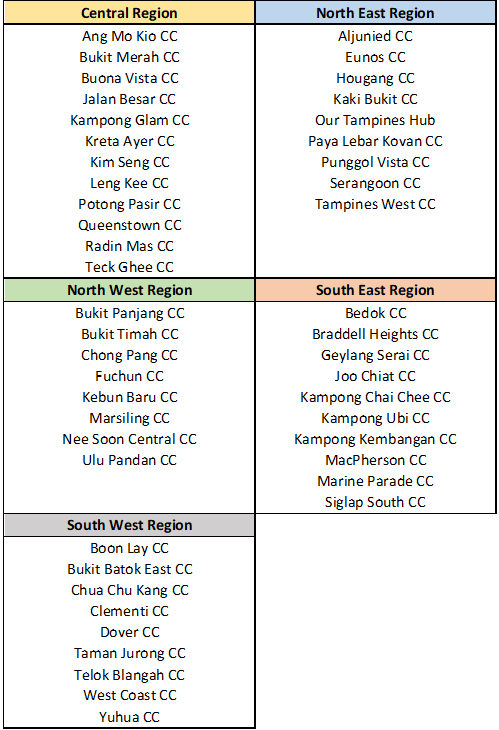 Central Region
Ang Mo Kio CC
Bukit Merah CC
Buona Vista CC
Jalan Besar CC
Kampong Glam CC
Kreta Ayer CC
Kim Seng CC
Leng Kee CC
Potong Pasir CC
Queenstown CC
Radin Mas CC
Teck Ghee CC
North East Region
Aljunied CC
Eunos CC
Hougang CC
Kaki Bukit CC
Our Tampines Hub
Paya Lebar Kovan CC
Punggol Vista CC
Serangoon CC
Tampines West CC
North West Region
Bukit Panjang CC
Bukit Timah CC
Chong Pang CC
Fuchun CC
Kebun Baru CC
Marsiling CC
Nee Soon Central CC
Ulu Pandan CC
South East Region
Bedok CC
Braddell Heights CC
Geylang Serai CC
Joo Chiat CC
Kampong Chai Chee CC
Kampong Ubi CC
Kampong Kembangan CC
MacPherson CC
Marine Parade CC
Siglap South CC
South West Region
Boon Lay CC
Bukit Batok East CC
Chua Chu Kang CC
Clementi CC
Dover CC
Taman Jurong CC
Telok Blangah CC
West Coast CC
Yuhua CC